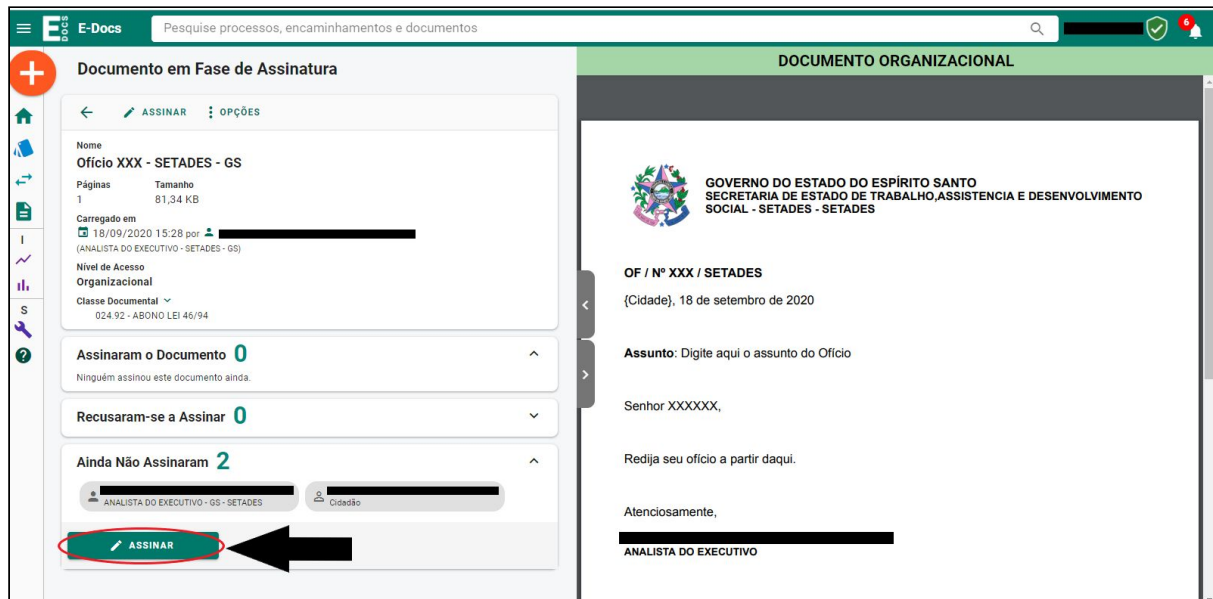 E DOCS
E-Docs
Pesquise processos, encaminhamentos e documentos
6
Documento em Fase de Assinatura
ASSINAR
OPÇÕES
Nome
Ofício XXX - SETADES - GS
Páginas Tamanho
1 81,34 KB
Carregado em
18/09/2020 15:28 por
(ANALISTA DO EXECUTIVO - SETADES - GS)
Nível de Acesso
Organizacional
Classe Documental
024.92 - ABONO LEI 46/94
I
S
Assinaram o Documento 0
Ninguém assinou este documento ainda.
Recusaram-se a Assinar 0
Ainda Não Assinaram 2
ANALISTA DO EXECUTIVO - GS - SETADES
Cidadão
ASSINAR
DOCUMENTO ORGANIZACIONAL
GOVERNO DO ESTADO DO ESPÍRITO SANTO
SECRETARIA DE ESTADO DE TRABALHO,ASSISTENCIA E DESENVOLVIMENTO
SOCIAL - SETADES - SETADES
OF / Nº XXX / SETADES
{Cidade}, 18 de setembro de 2020
Assunto: Digite aqui o assunto do Ofício
Senhor XXXXXX,
Redija seu ofício a partir daqui.
Atenciosamente,
ANALISTA DO EXECUTIVO